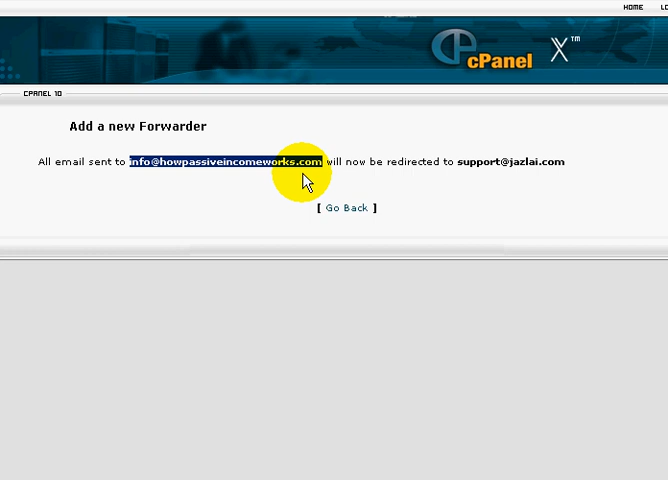 HOME
cPanel X™
CPANEL 10
Add a new Forwarder
All email sent to info@howpassiveincomeworks.com will now be redirected to support@jazlai.com
[ Go Back ]